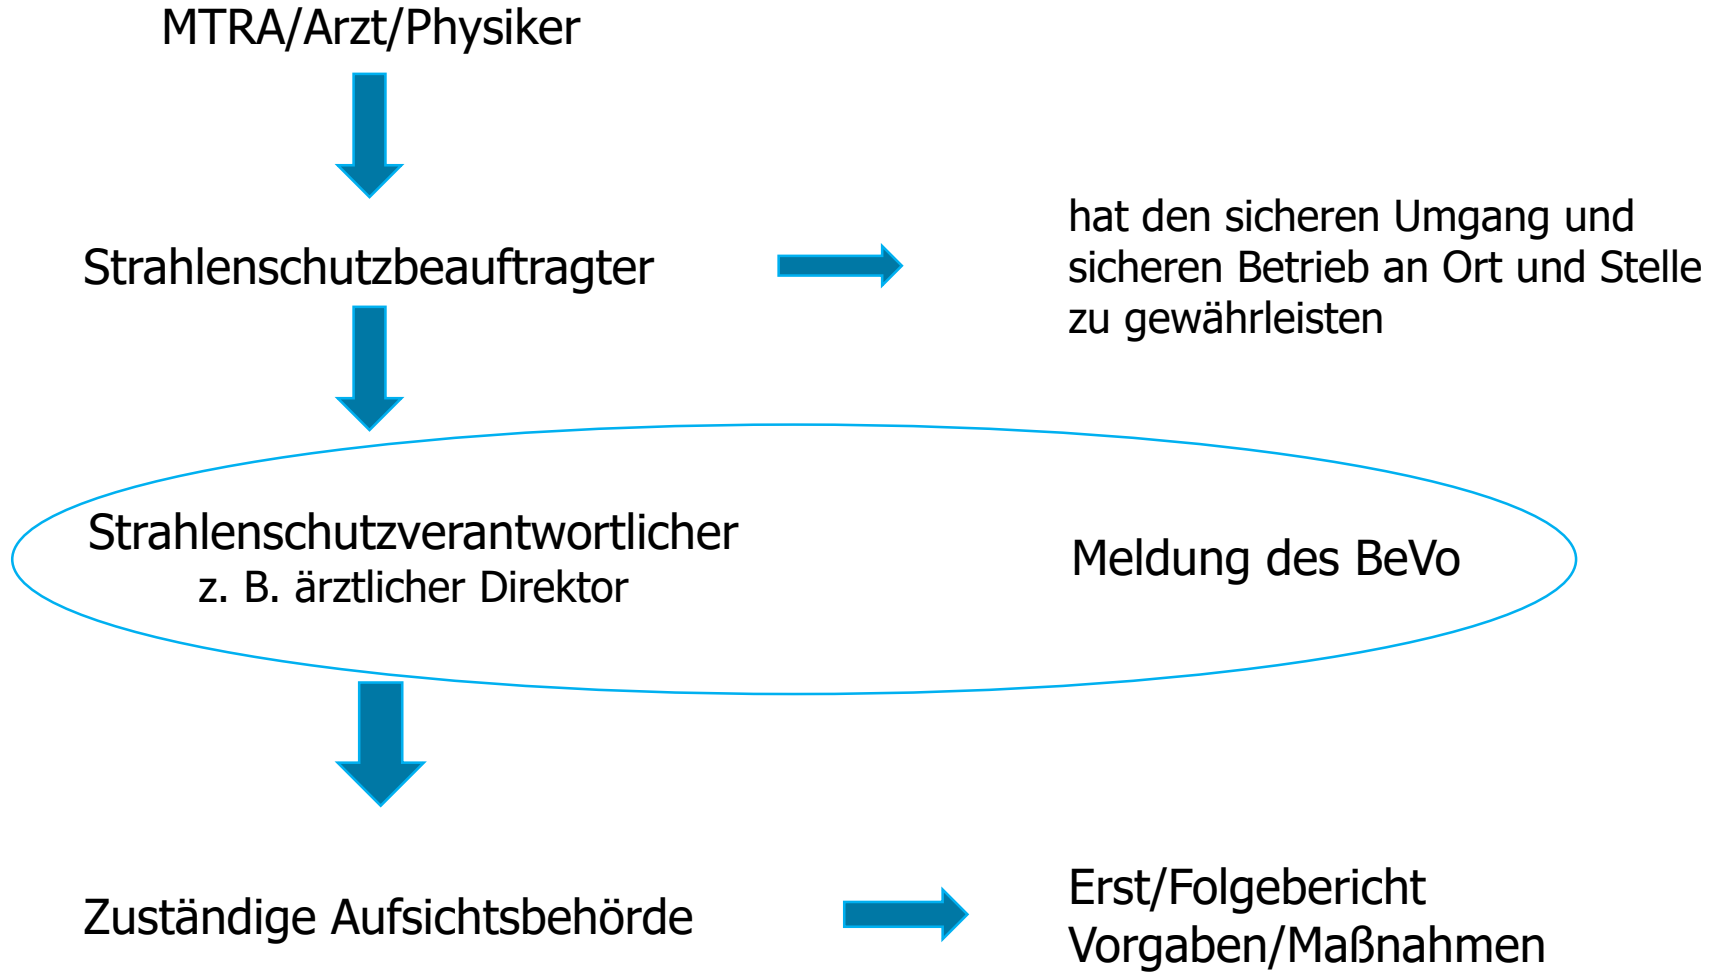 MTRA/Arzt/Physiker
Strahlenschutzbeauftragter
hat den sicheren Umgang und
sicheren Betrieb an Ort und Stelle
zu gewährleisten
Strahlenschutzverantwortlicher
z. B. ärztlicher Direktor
Meldung des BeVo
Zuständige Aufsichtsbehörde
Erst/Folgebericht
Vorgaben/Maßnahmen